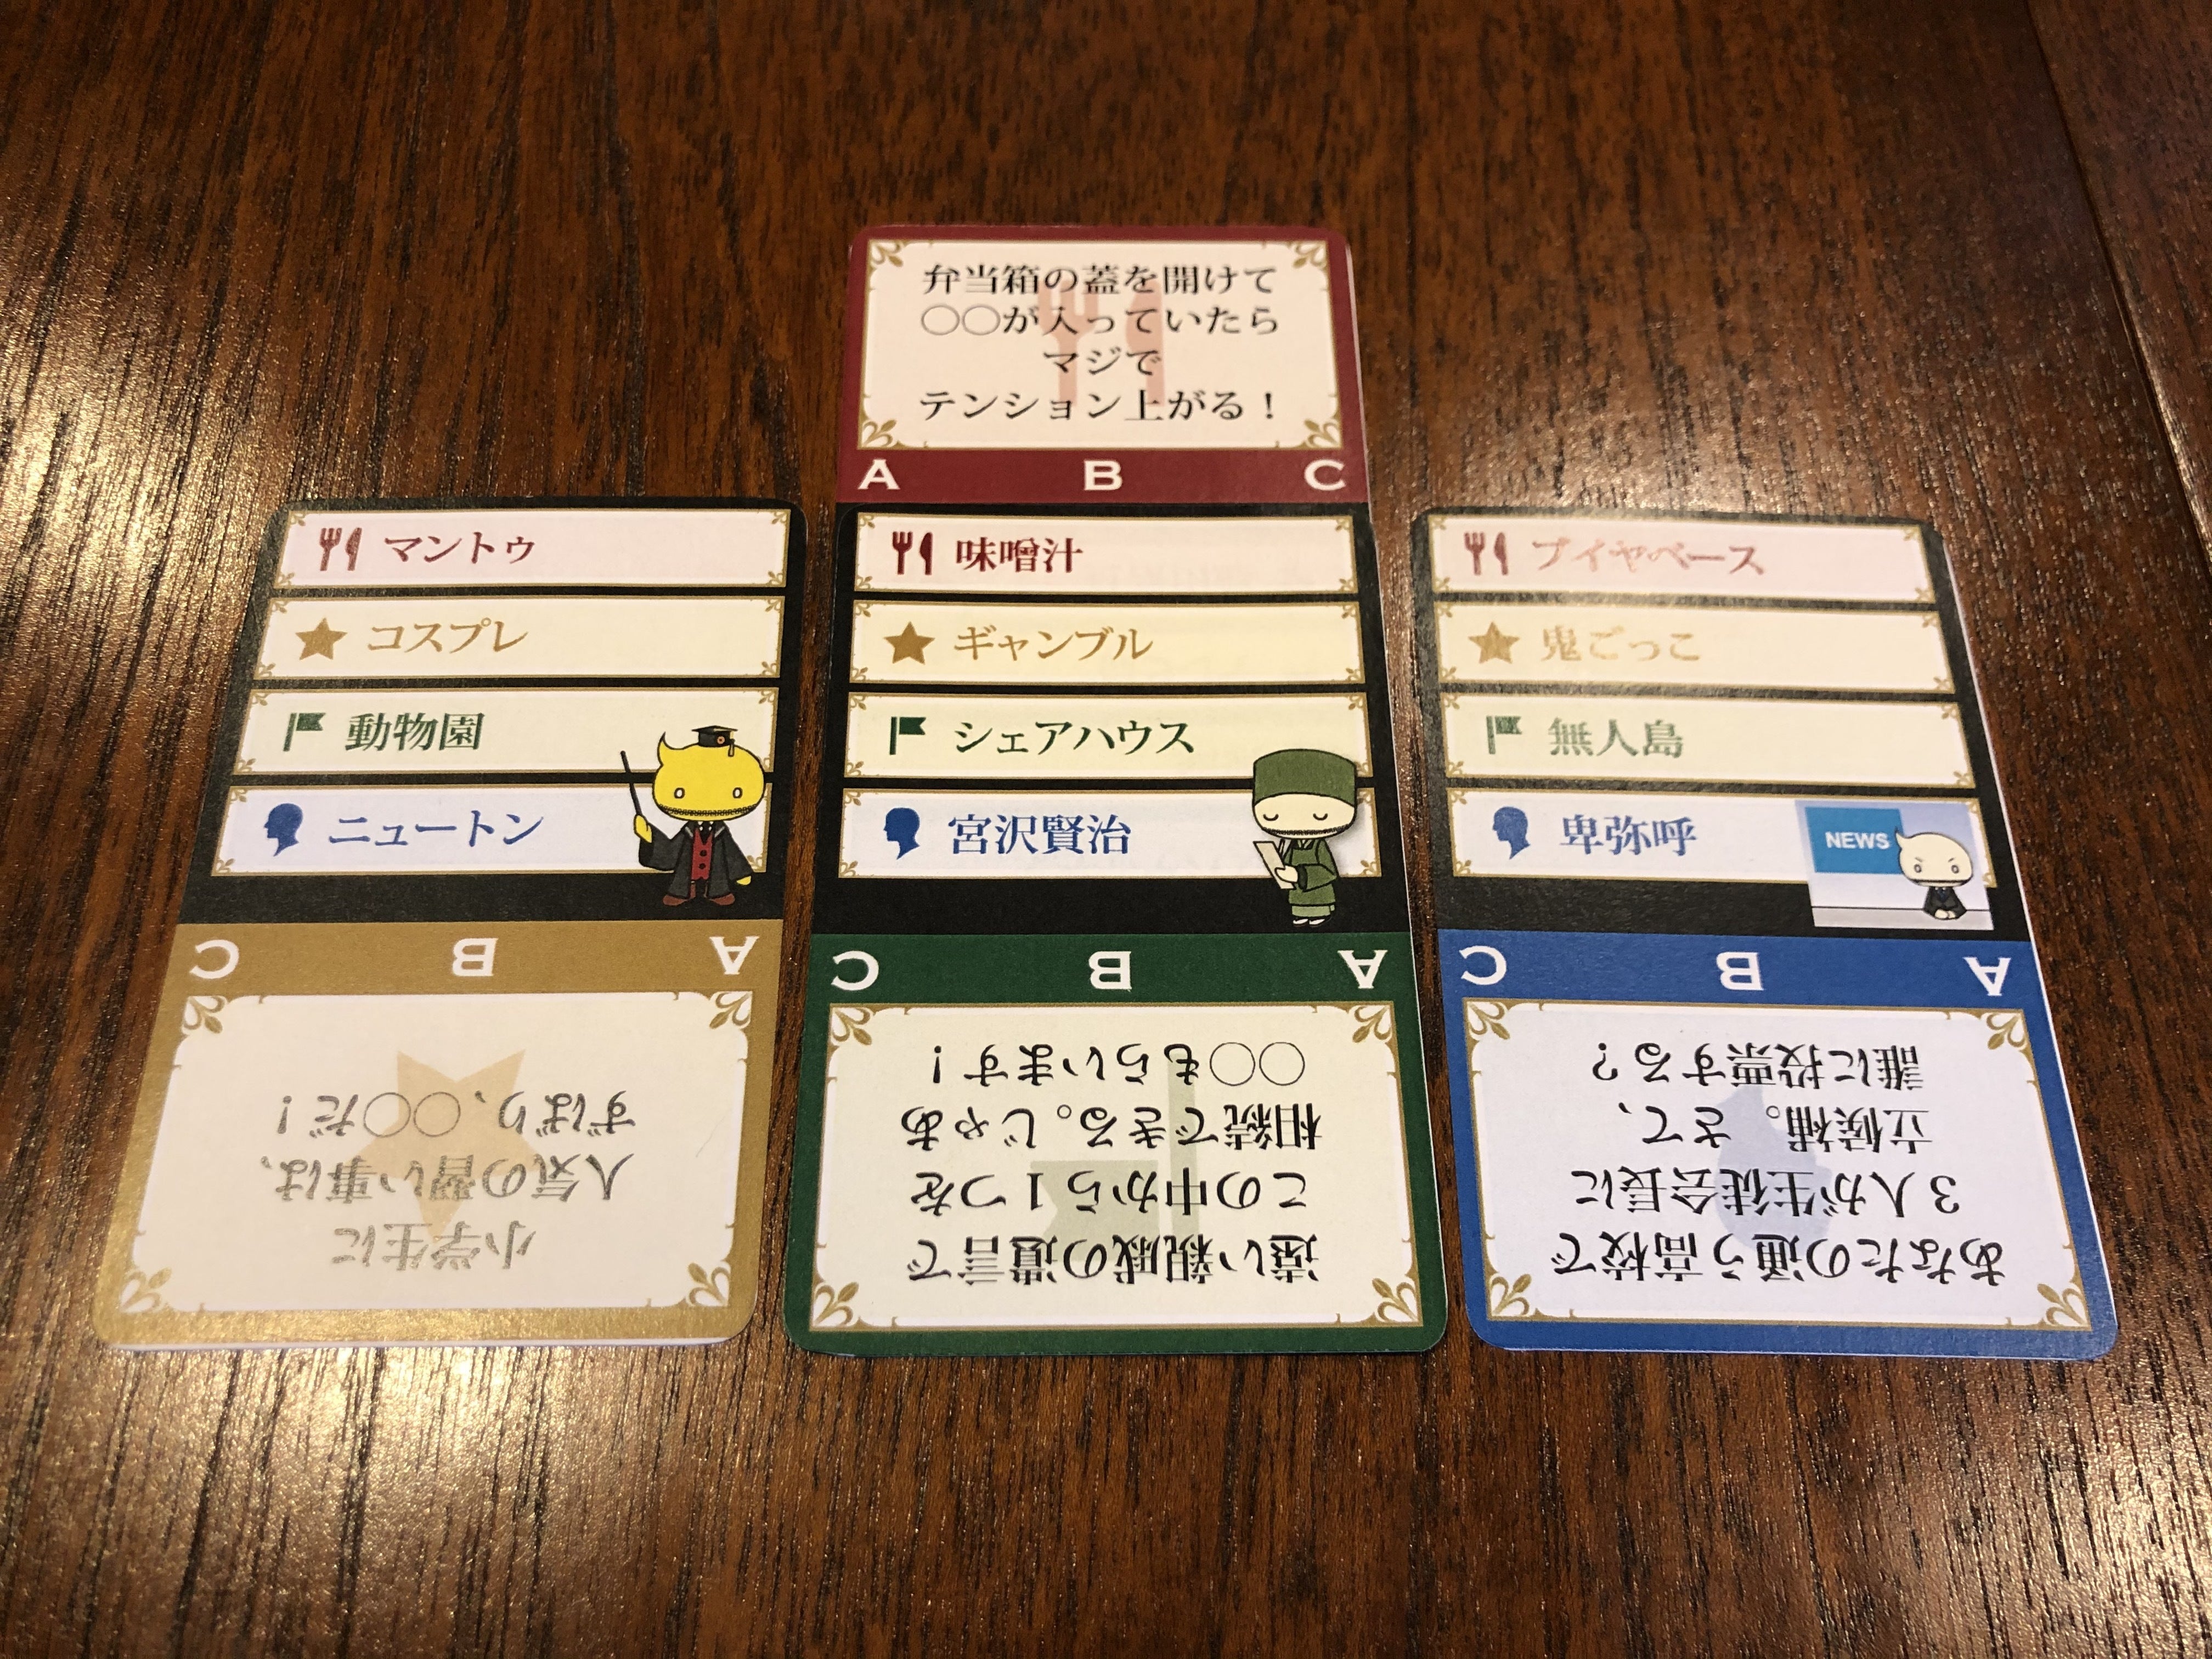 弁当箱の蓋を開けて
○○が入っていたら
マジで
テンション上がる！
A B C
マントゥ
コスプレ
動物園
ニュートン
味噌汁
ギャンブル
シェアハウス
宮沢賢治
ブイヤベース
鬼ごっこ
無人島
卑弥呼
NEWS
A B C
小学生に
人気の習い事は、
ずばり、○○だ！
A B C
遠い親戚の遺言で
この中から1つを
相続できる。じゃあ
○○もらいます！
A B C
あなたの通う高校で
3人が生徒会長に
立候補。さて、
誰に投票する？